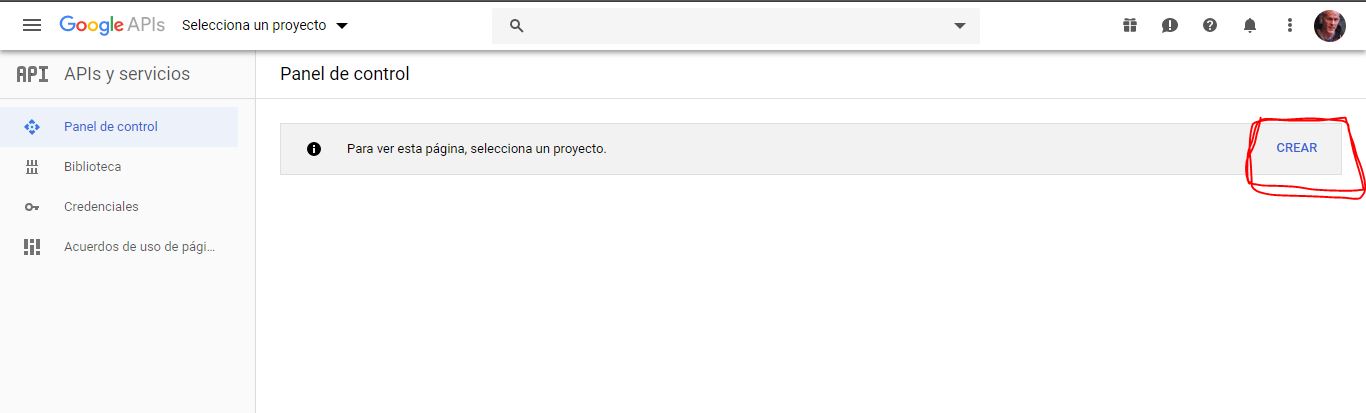 Google APIs Selecciona un proyecto
API APIs y servicios
Panel de control
Panel de control
Biblioteca
Credenciales
Acuerdos de uso de pági...
Para ver esta página, selecciona un proyecto.
CREAR